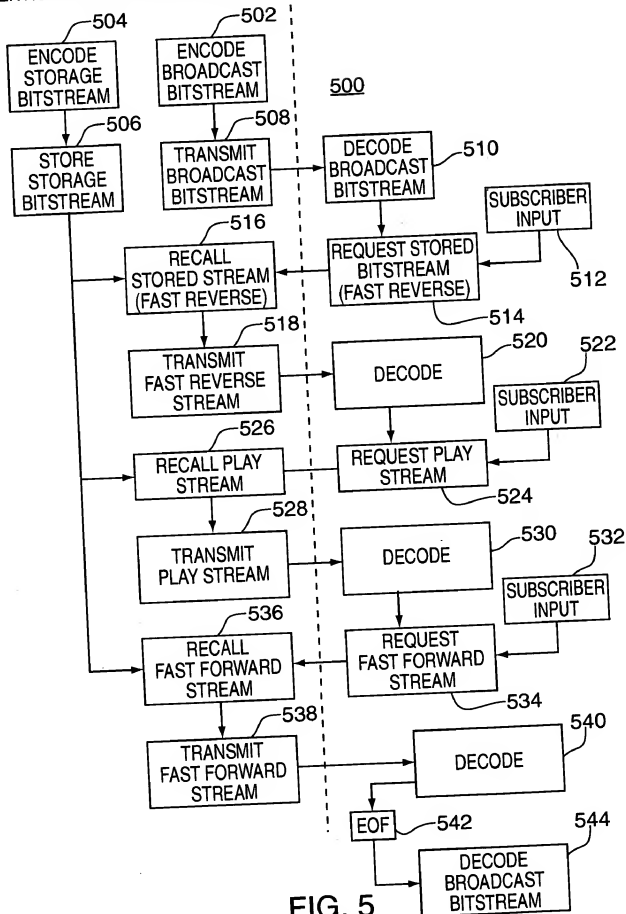 504
502
ENCODE
STORAGE
BITSTREAM
ENCODE
BROADCAST
BITSTREAM
500
506
508
STORE
STORAGE
BITSTREAM
TRANSMIT
BROADCAST
BITSTREAM
DECODE
BROADCAST
BITSTREAM
510
SUBSCRIBER
INPUT
512
516
RECALL
STORED STREAM
(FAST REVERSE)
REQUEST STORED
BITSTREAM
(FAST REVERSE)
514
518
TRANSMIT
FAST REVERSE
STREAM
DECODE
520
522
SUBSCRIBER
INPUT
526
RECALL PLAY
STREAM
REQUEST PLAY
STREAM
524
528
TRANSMIT
PLAY STREAM
DECODE
530
532
SUBSCRIBER
INPUT
536
RECALL
FAST FORWARD
STREAM
REQUEST
FAST FORWARD
STREAM
534
538
TRANSMIT
FAST FORWARD
STREAM
DECODE
540
EOF
542
544
DECODE
BROADCAST
BITSTREAM
FIG. 5